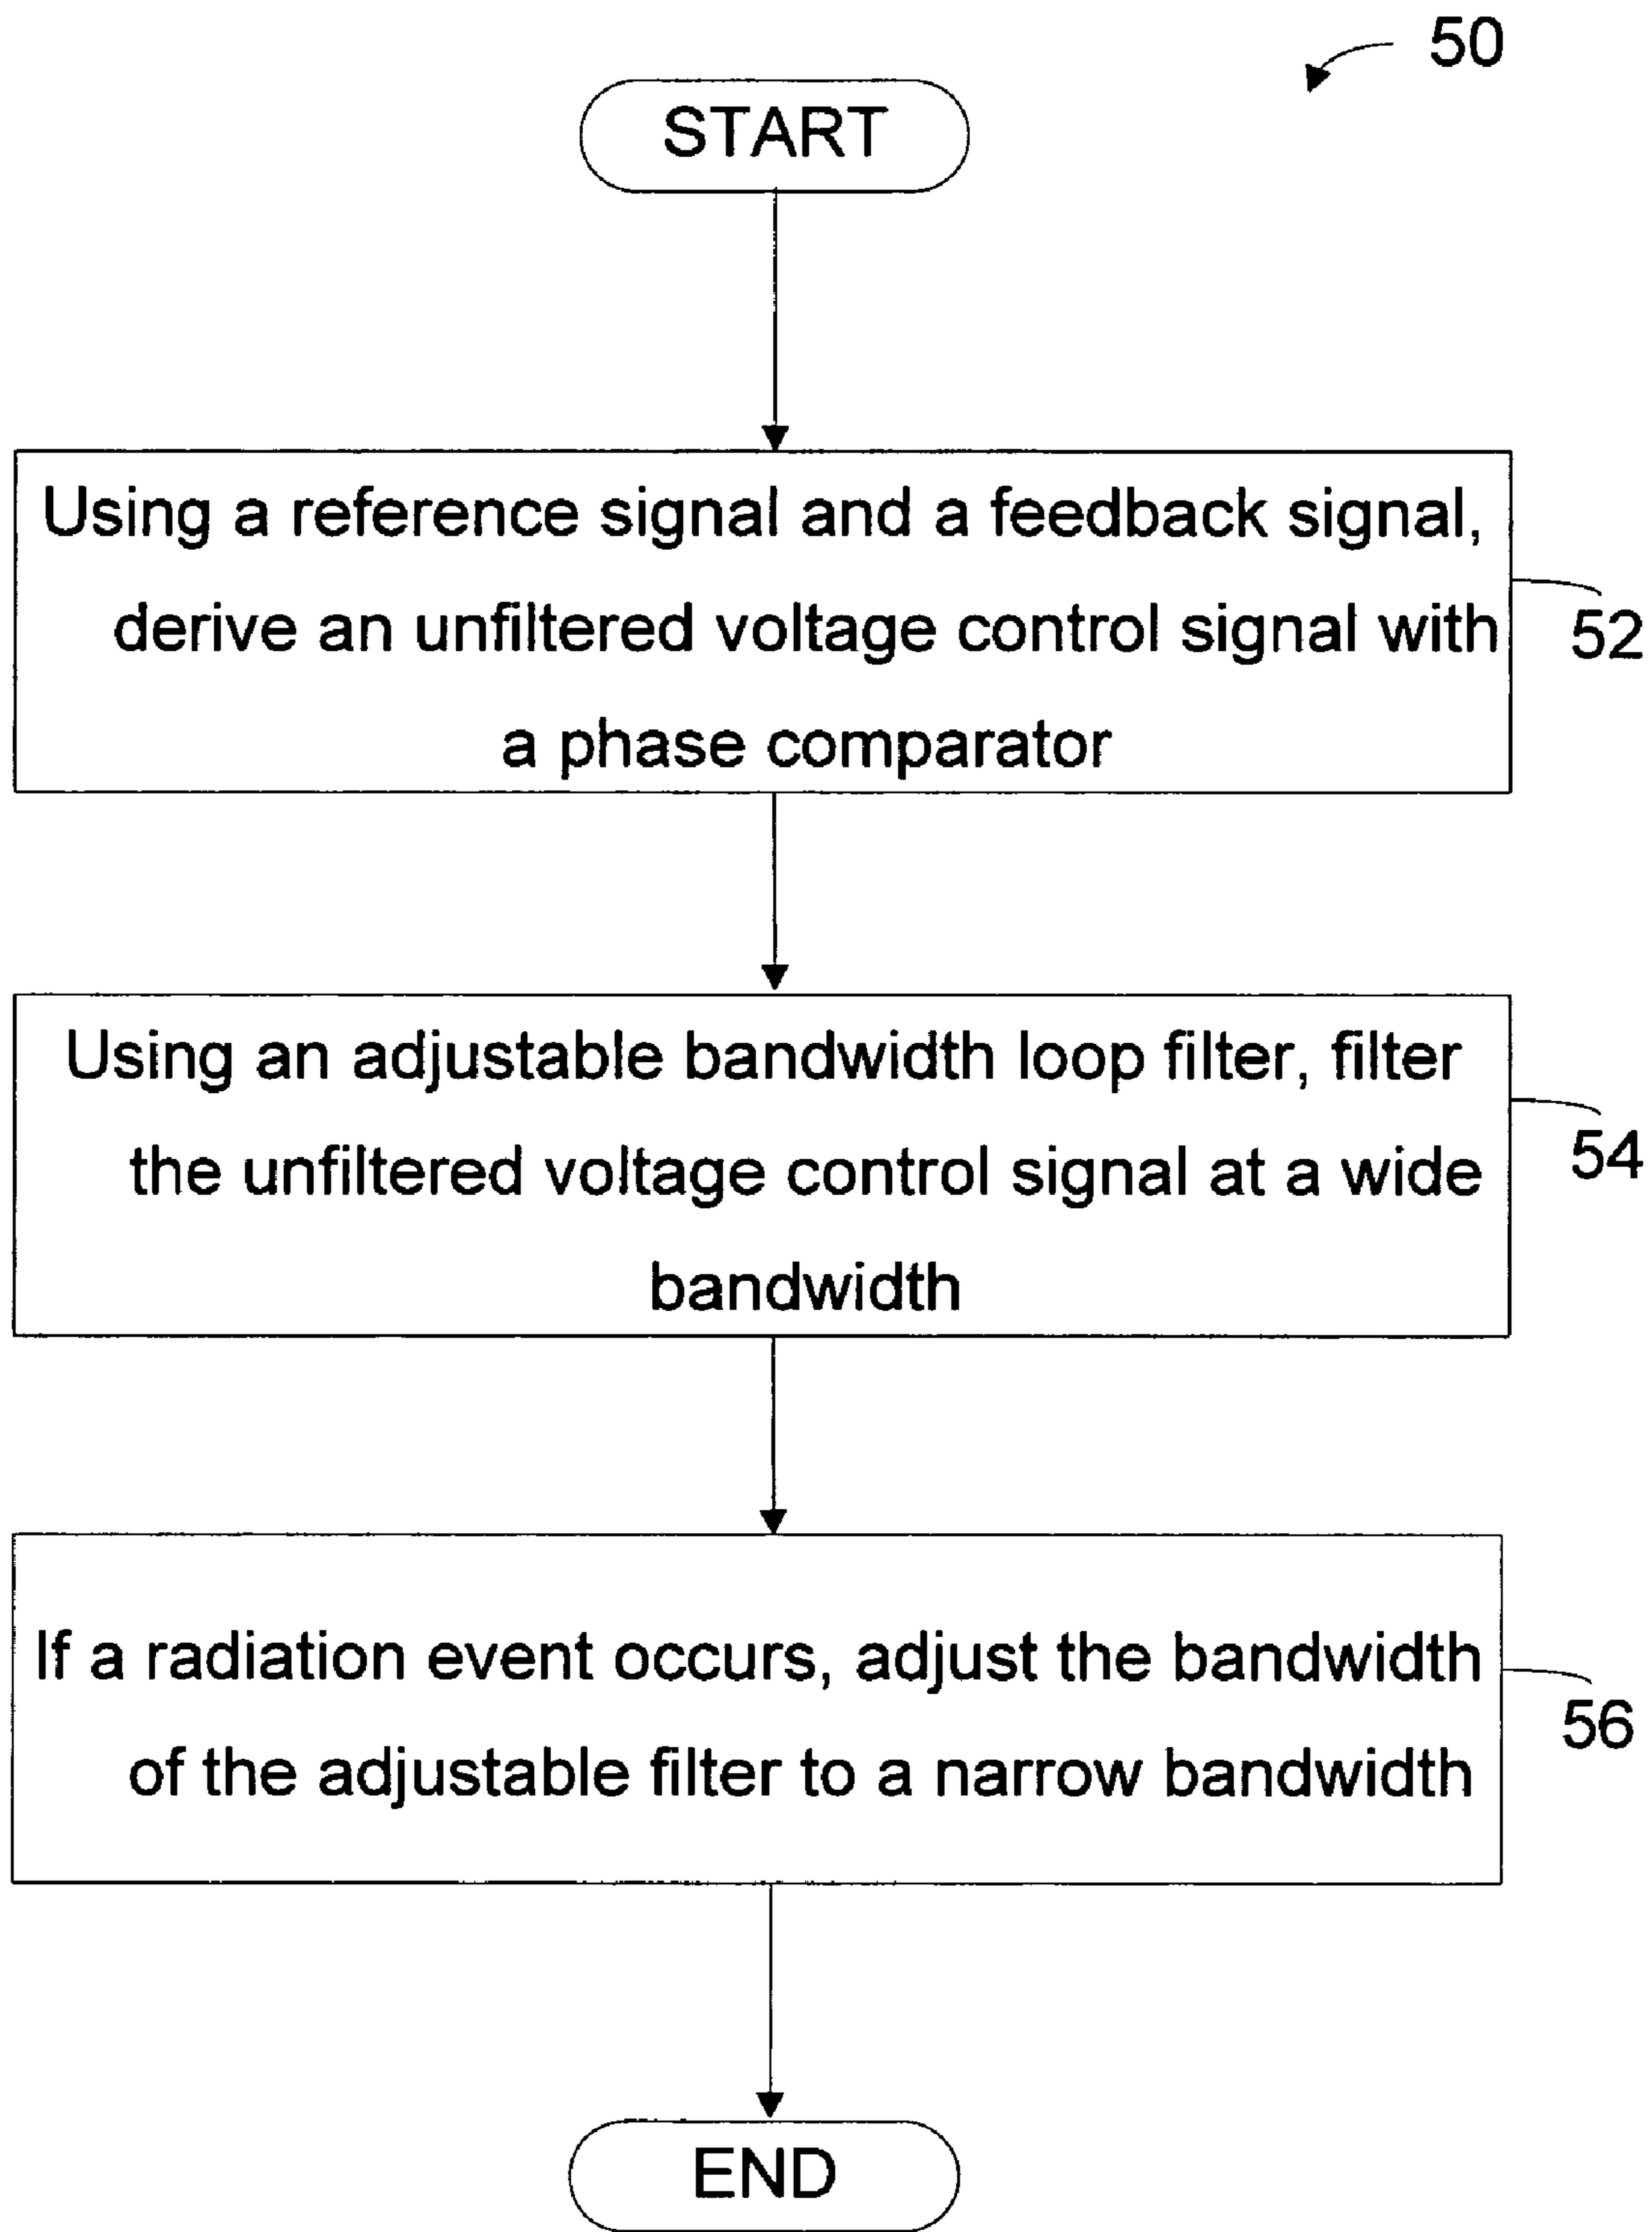 50
START
Using a reference signal and a feedback signal,
derive an unfiltered voltage control signal with
a phase comparator
52
Using an adjustable bandwidth loop filter, filter
the unfiltered voltage control signal at a wide
bandwidth
54
If a radiation event occurs, adjust the bandwidth
of the adjustable filter to a narrow bandwidth
56
END